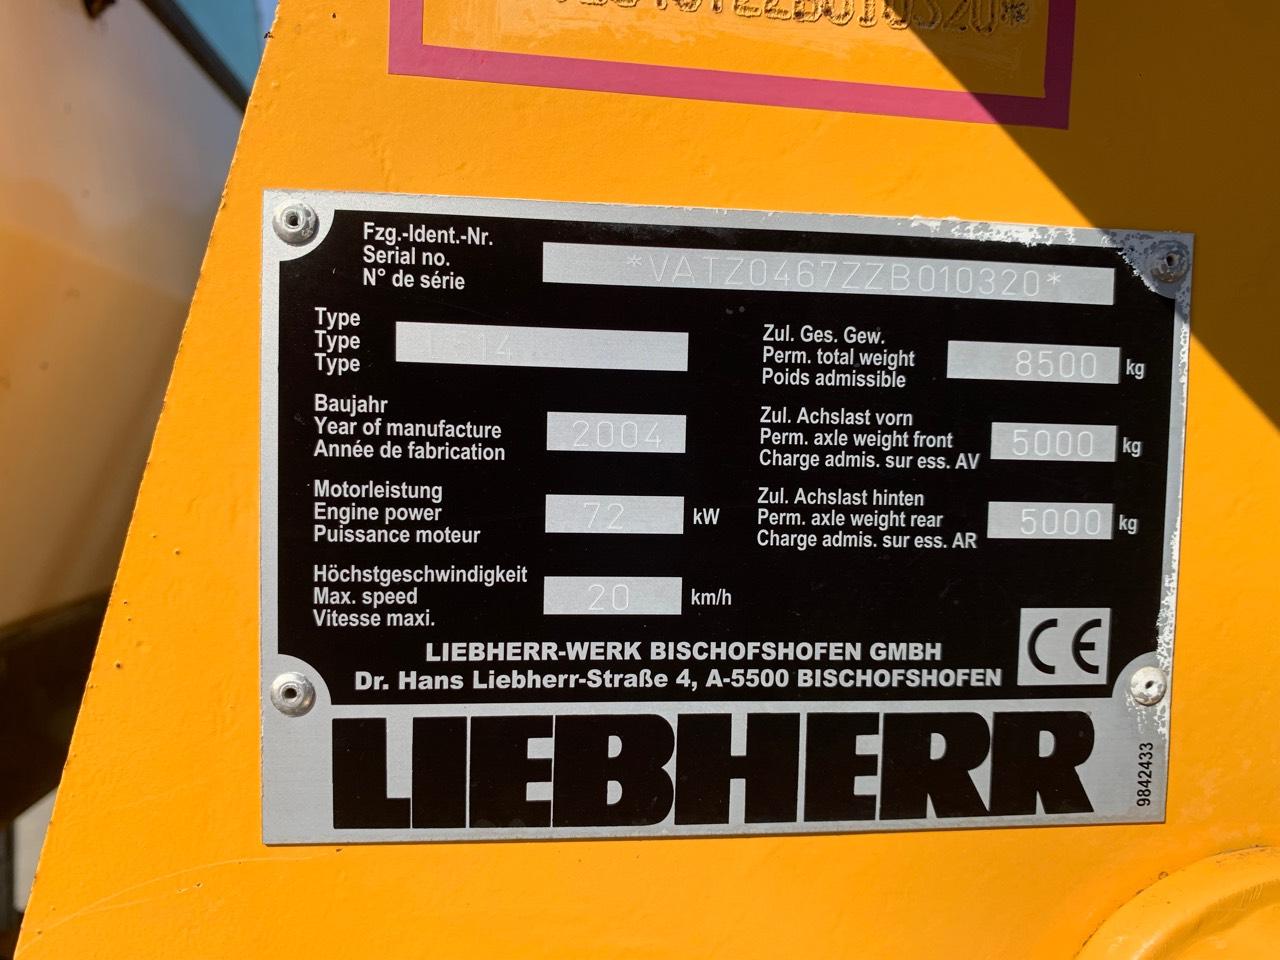 Fzg.-Ident.-Nr.
Serial no.
N° de série
*VATZ0467ZZB010320*
Type
Type
Type
Zul. Ges. Gew.
Perm. total weight
Poids admissible
8500 kg
Baujahr
Year of manufacture
Année de fabrication
2004
Zul. Achslast vorn
Perm. axle weight front
Charge admis. sur ess. AV
5000 kg
Motorleistung
Engine power
Puissance moteur
72 kW
Zul. Achslast hinten
Perm. axle weight rear
Charge admis. sur ess. AR
5000 kg
Höchstgeschwindigkeit
Max. speed
Vitesse maxi.
20 km/h
CE
LIEBHERR-WERK BISCHOFSHOFEN GMBH
Dr. Hans Liebherr-Straße 4, A-5500 BISCHOFSHOFEN
LIEBHERR
9842433